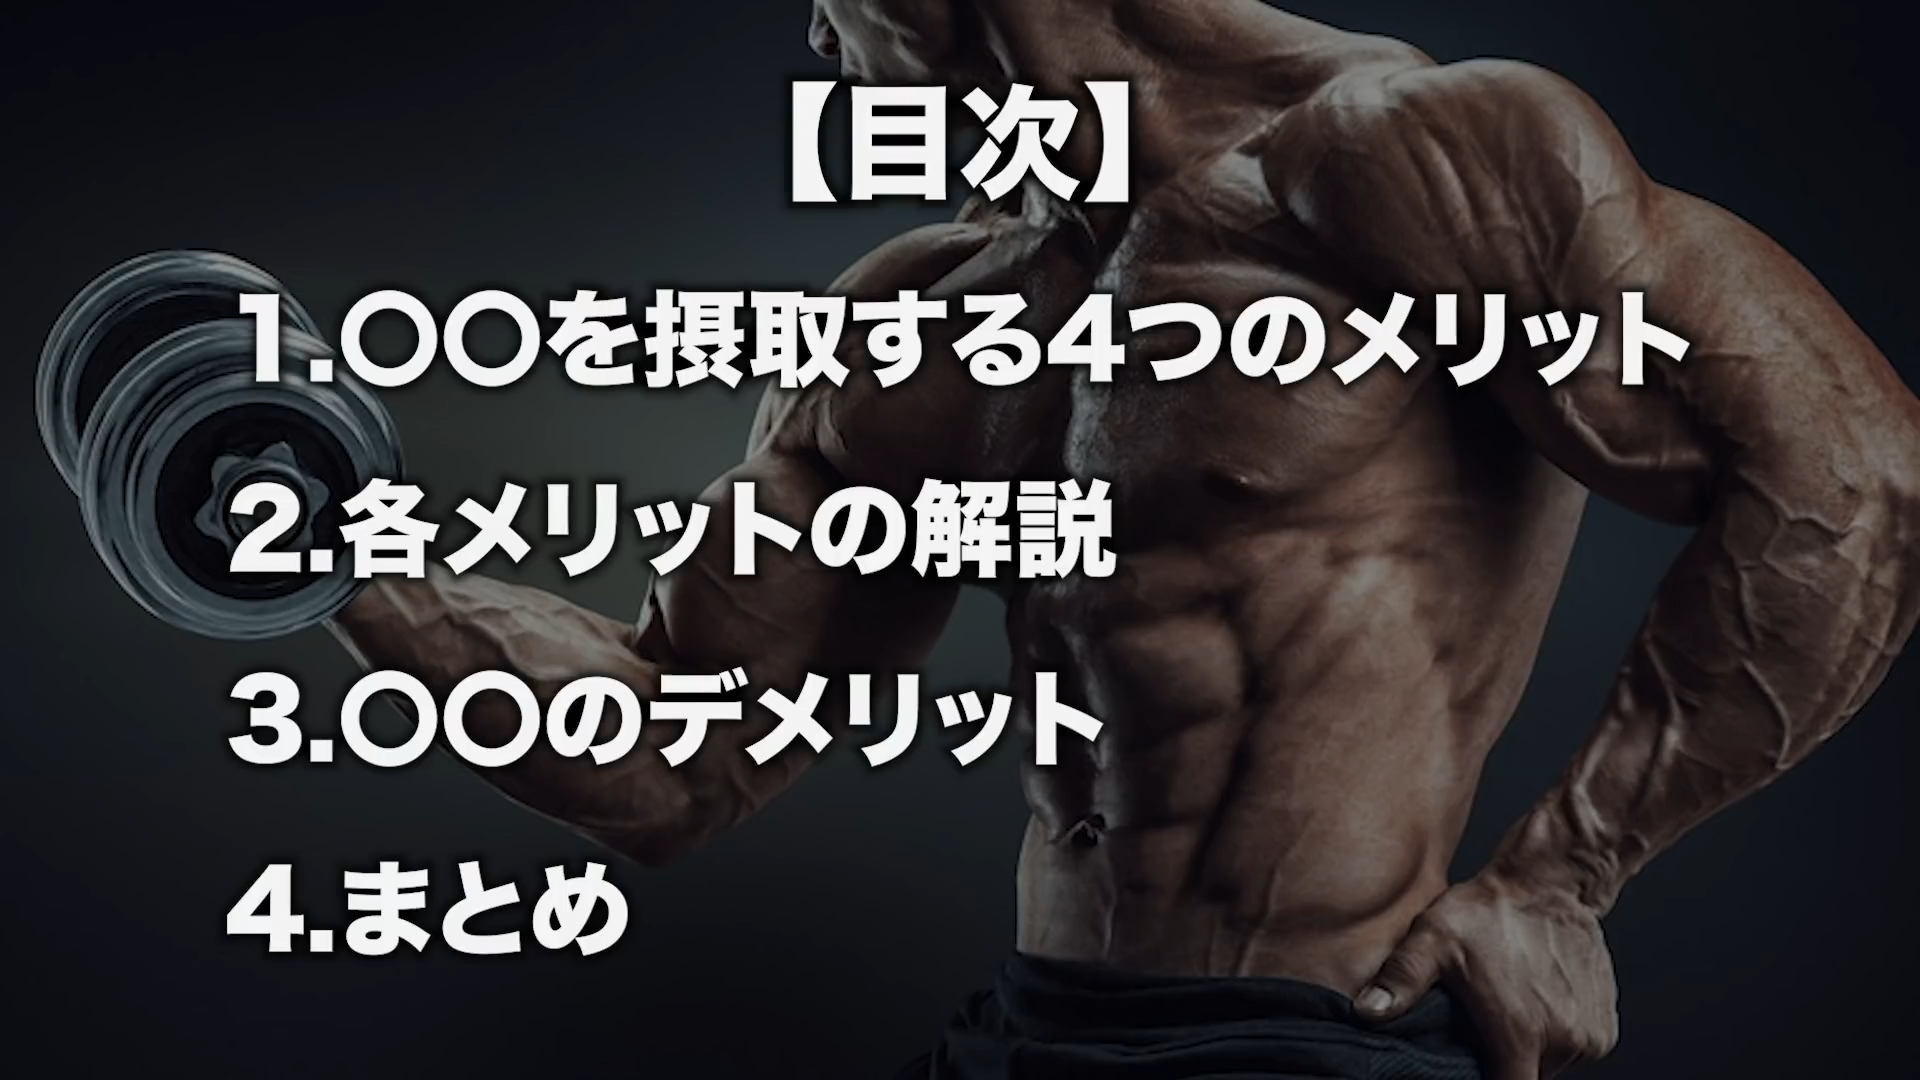 【目次】
1.〇〇を摂取する4つのメリット
2.各メリットの解説
3.〇〇のデメリット
4.まとめ